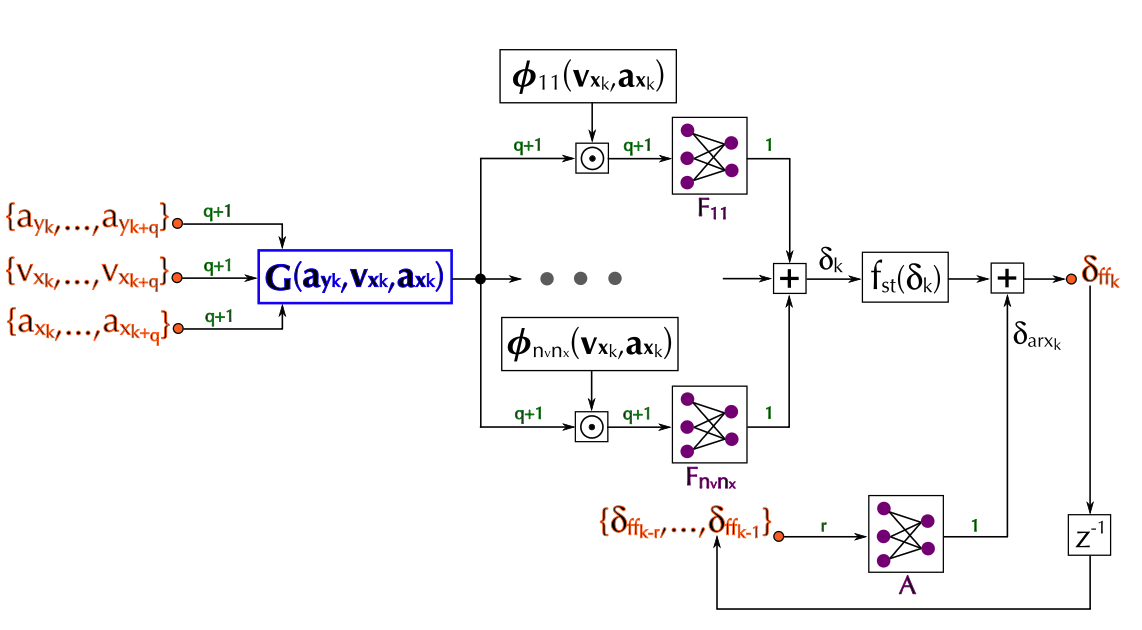 ϕ11(vxk,axk)
q+1
q+1
1
F11
{ayk,...,ayk+q}
q+1
{vxk,...,vxk+q}
q+1
{axk,...,axk+q}
q+1
G(ayk,vxk,axk)
+
δk
fst(δk)
+
δffk
δarxk
ϕnvnx(vxk,axk)
q+1
q+1
1
Fnvnx
{δffk-r,...,δffk-1}
r
1
A
z-1